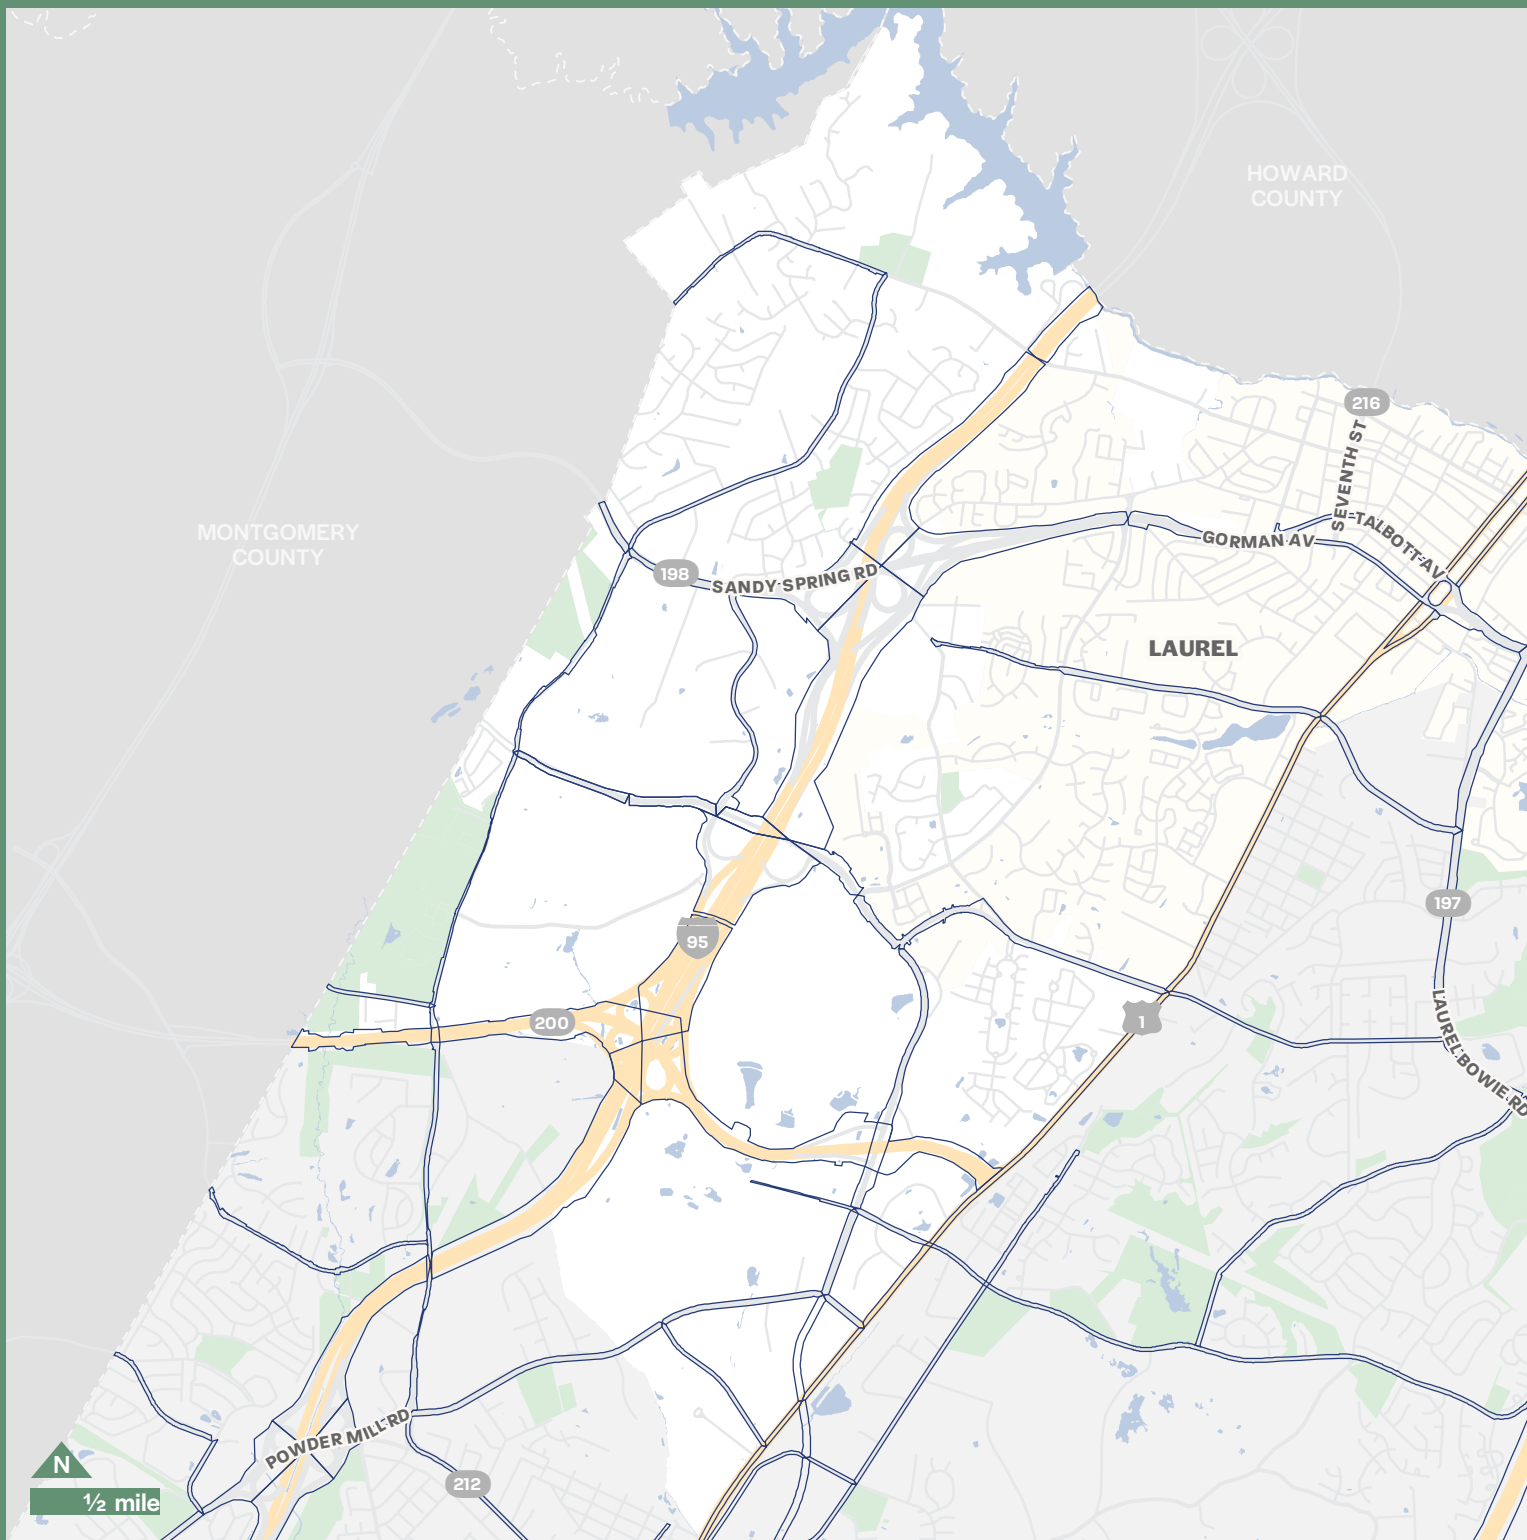 HOWARD
COUNTY
216
SEVENTH ST
MONTGOMERY
COUNTY
TALBOTT AV
GORMAN AV
198
SANDY SPRING RD
LAUREL
197
95
200
1
LAUREL BOWIE RD
POWDER MILL RD
N
212
½ mile